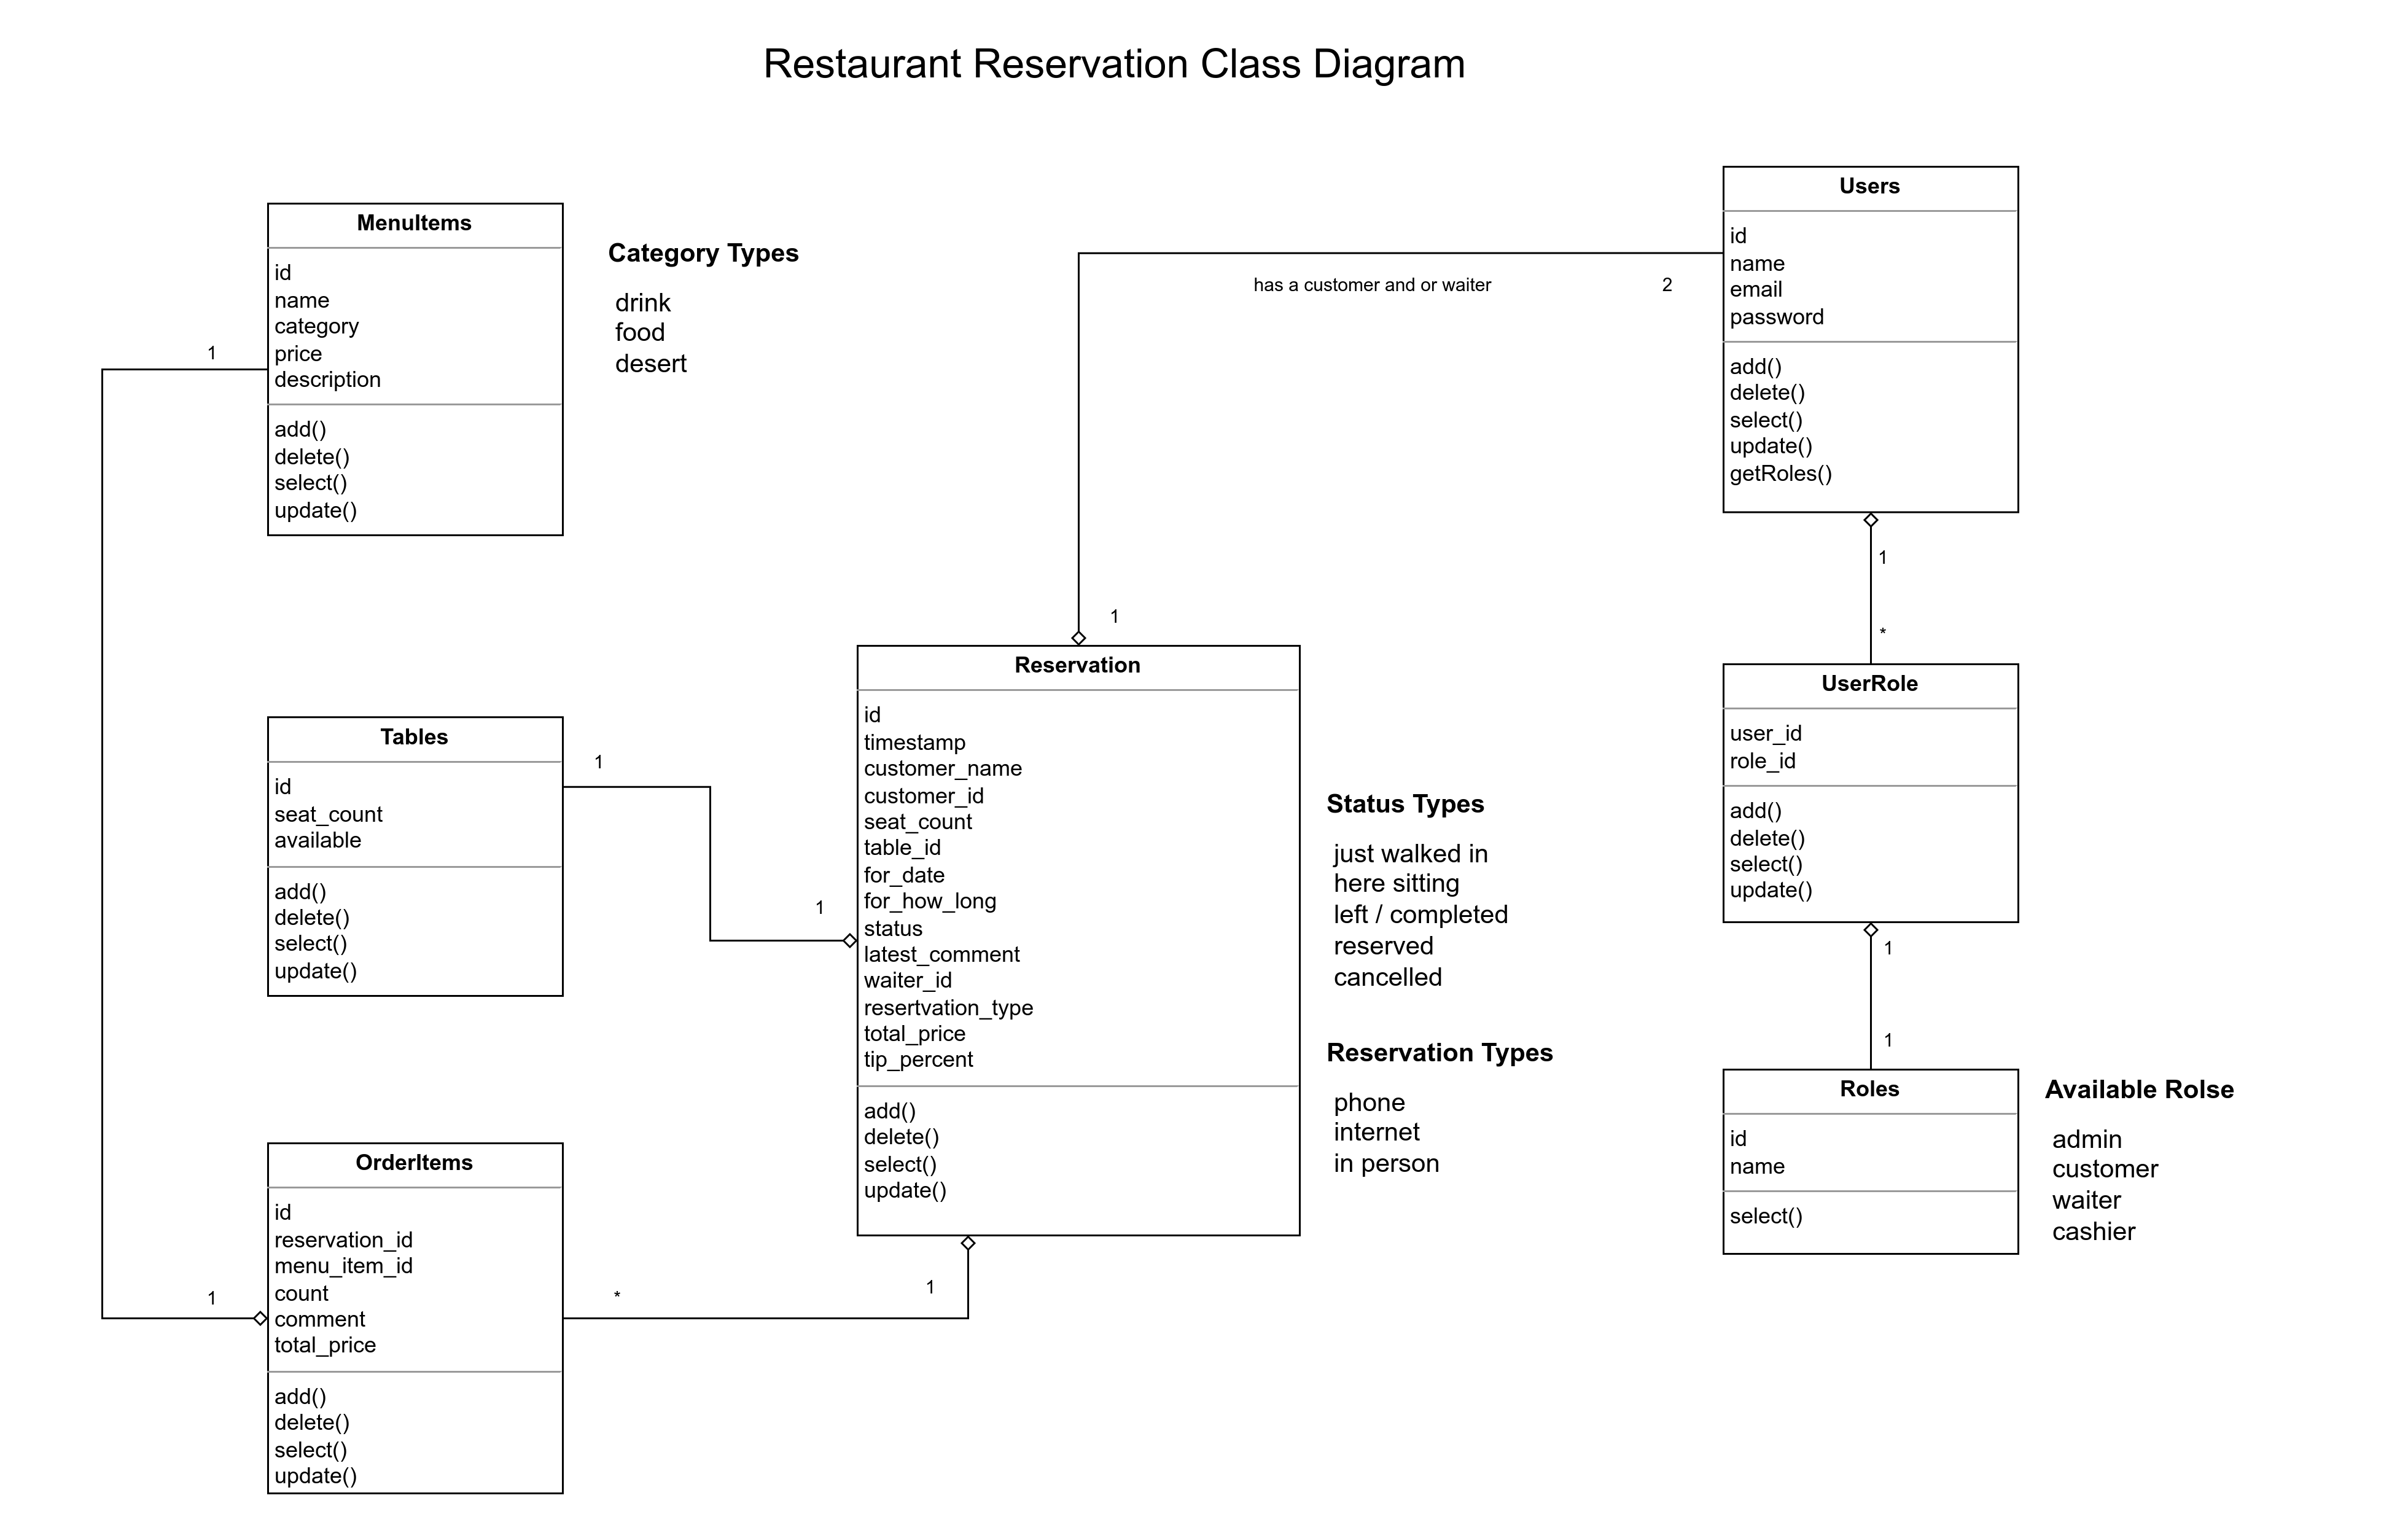 Restaurant Reservation Class Diagram
MenuItems
id
name
category
price
description
add()
delete()
select()
update()
Category Types
drink
food
desert
1
has a customer and or waiter
2
1
Users
id
name
email
password
add()
delete()
select()
update()
getRoles()
1
*
Tables
id
seat_count
available
add()
delete()
select()
update()
1
1
Reservation
id
timestamp
customer_name
customer_id
seat_count
table_id
for_date
for_how_long
status
latest_comment
waiter_id
resertvation_type
total_price
tip_percent
add()
delete()
select()
update()
Status Types
just walked in
here sitting
left / completed
reserved
cancelled
Reservation Types
phone
internet
in person
UserRole
user_id
role_id
add()
delete()
select()
update()
1
1
Roles
id
name
select()
Available Rolse
admin
customer
waiter
cashier
OrderItems
id
reservation_id
menu_item_id
count
comment
total_price
add()
delete()
select()
update()
1
*
1